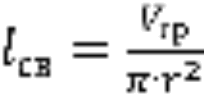 l_св = V_гр / π·r²